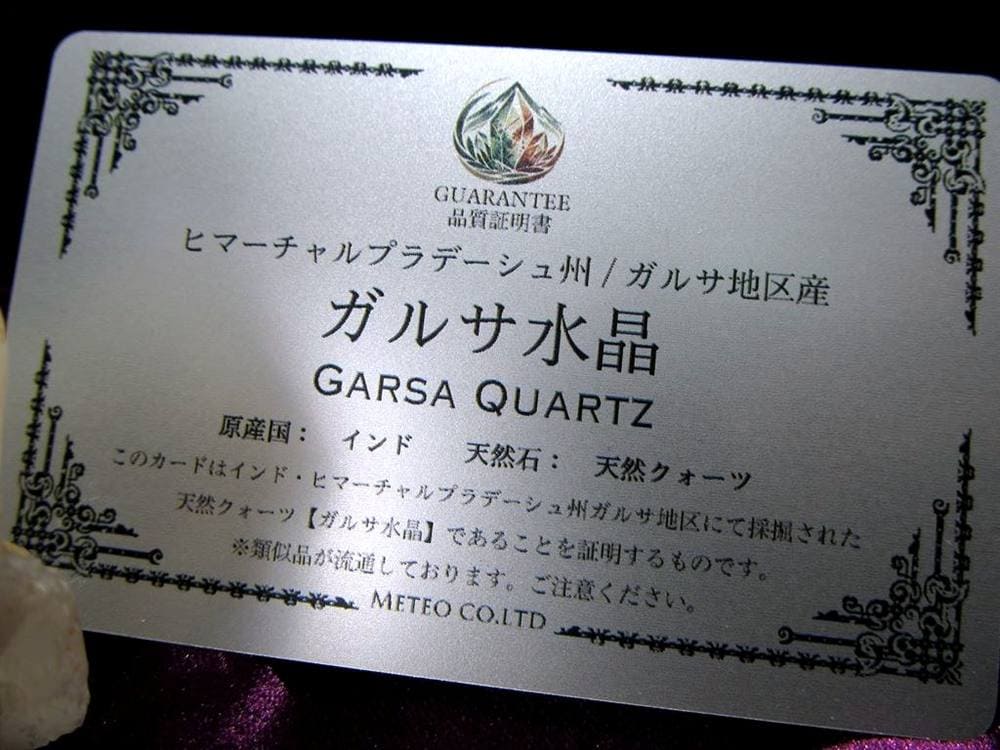 GUARANTEE
品質証明書
ヒマーチャルプラデーシュ州 / ガルサ地区産
ガルサ水晶
GARSA QUARTZ
原産国： インド 天然石： 天然クォーツ
このカードはインド・ヒマーチャルプラデーシュ州ガルサ地区にて採掘された
天然クォーツ【ガルサ水晶】であることを証明するものです。
※類似品が流通しております。ご注意ください。
METEO CO.LTD